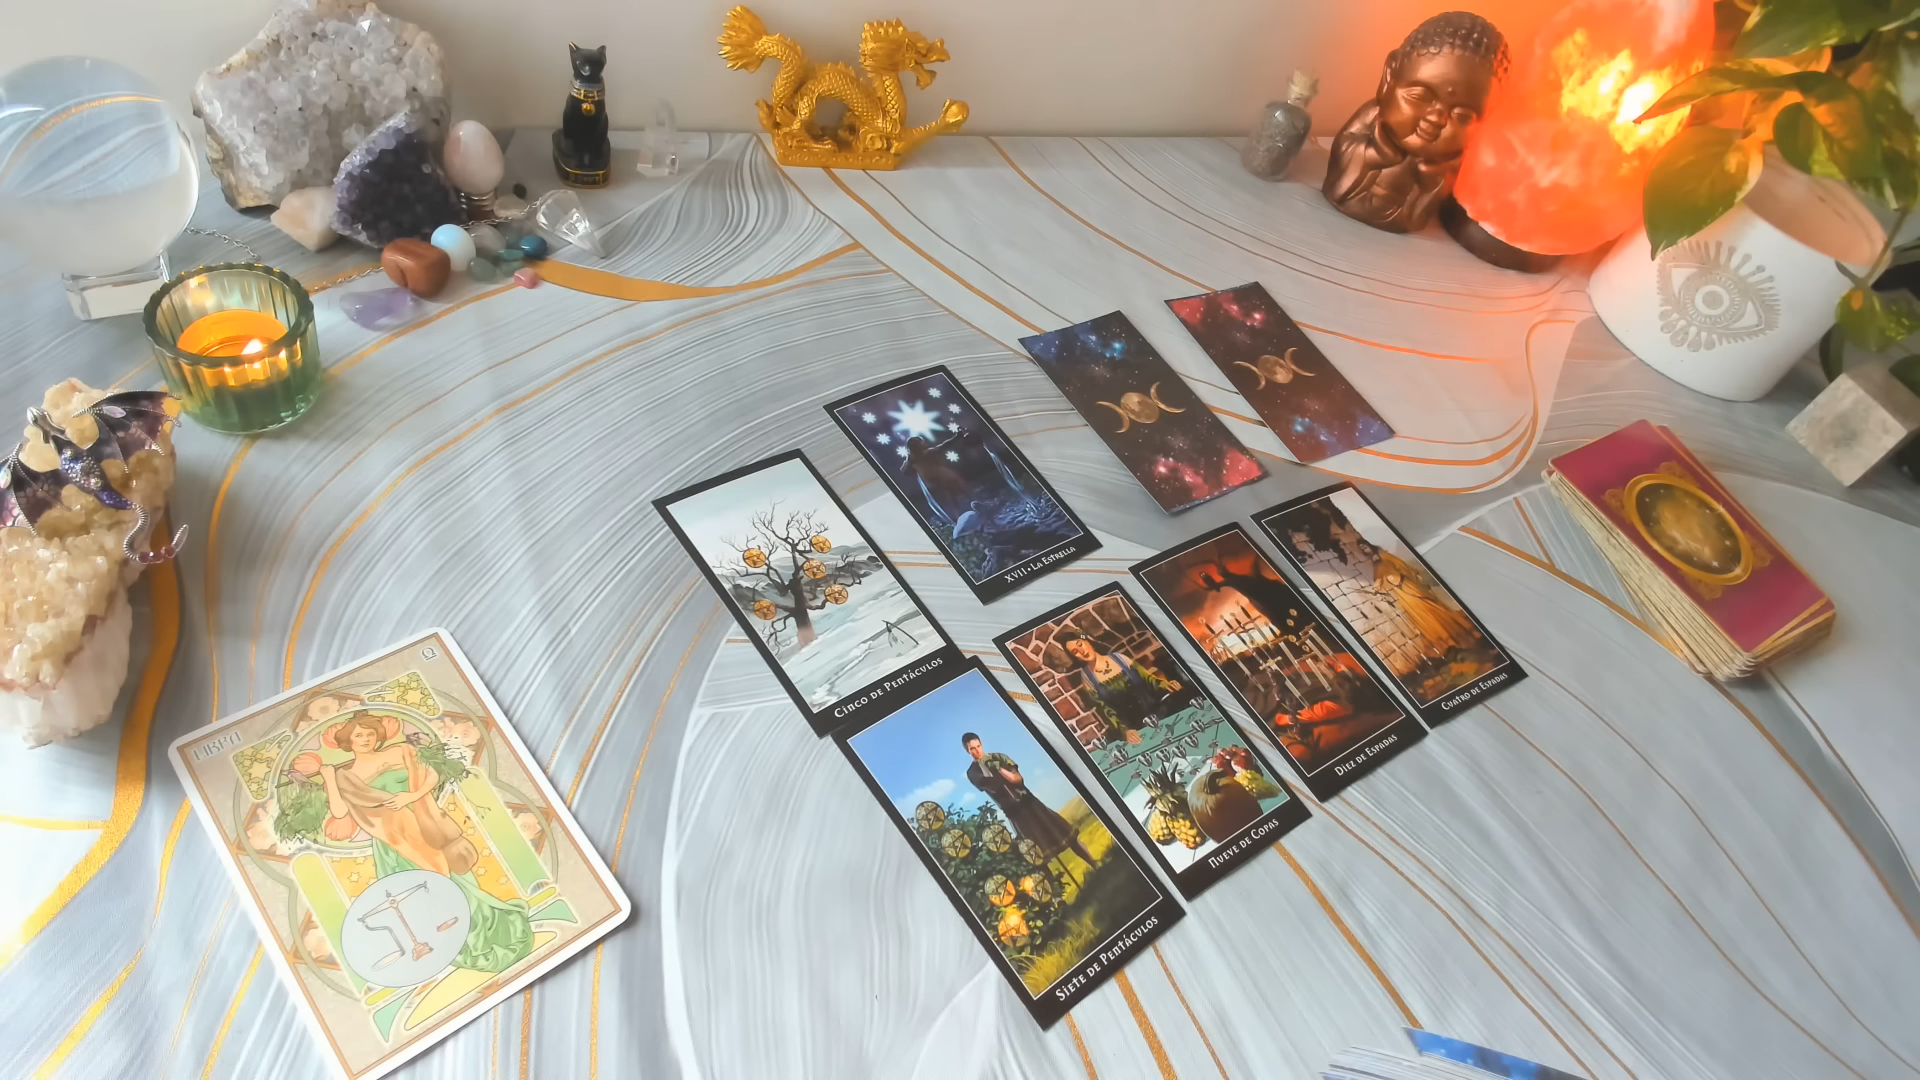 XVII • La Estrella
Cinco de Pentáculos
Cuatro de Espadas
Diez de Espadas
Nueve de Copas
Siete de Pentáculos
LIBRA
♎